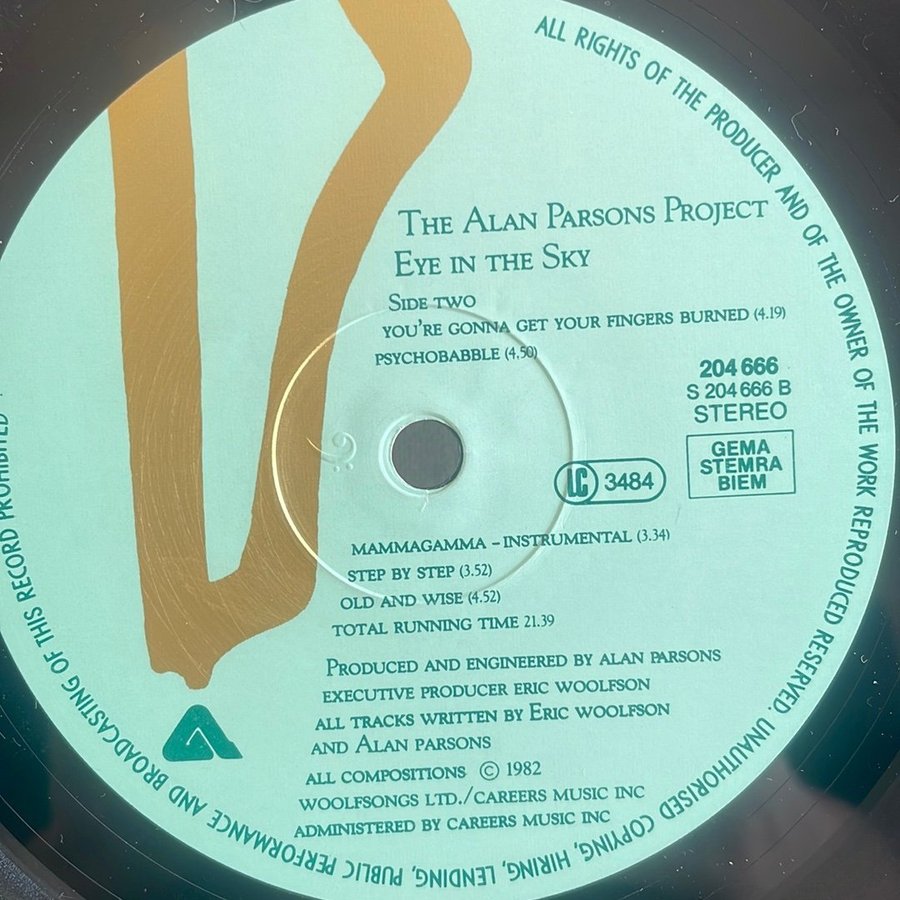 THE ALAN PARSONS PROJECT
EYE IN THE SKY
SIDE TWO
YOU'RE GONNA GET YOUR FINGERS BURNED (4.19)
PSYCHOBABBLE (4.50)
204 666
S 204 666 B
STEREO
GEMA
STEMRA
BIEM
LC 3484
MAMMAGAMMA – INSTRUMENTAL (3.34)
STEP BY STEP (3.52)
OLD AND WISE (4.52)
TOTAL RUNNING TIME 21.39
PRODUCED AND ENGINEERED BY ALAN PARSONS
EXECUTIVE PRODUCER ERIC WOOLFSON
ALL TRACKS WRITTEN BY ERIC WOOLFSON
AND ALAN PARSONS
ALL COMPOSITIONS © 1982
WOOLFSONGS LTD./CAREERS MUSIC INC
ADMINISTERED BY CAREERS MUSIC INC
ALL RIGHTS OF THE PRODUCER AND OF THE OWNER OF THE WORK REPRODUCED RESERVED. UNAUTHORISED COPYING, HIRING, LENDING, PUBLIC PERFORMANCE AND BROADCASTING OF THIS RECORD PROHIBITED